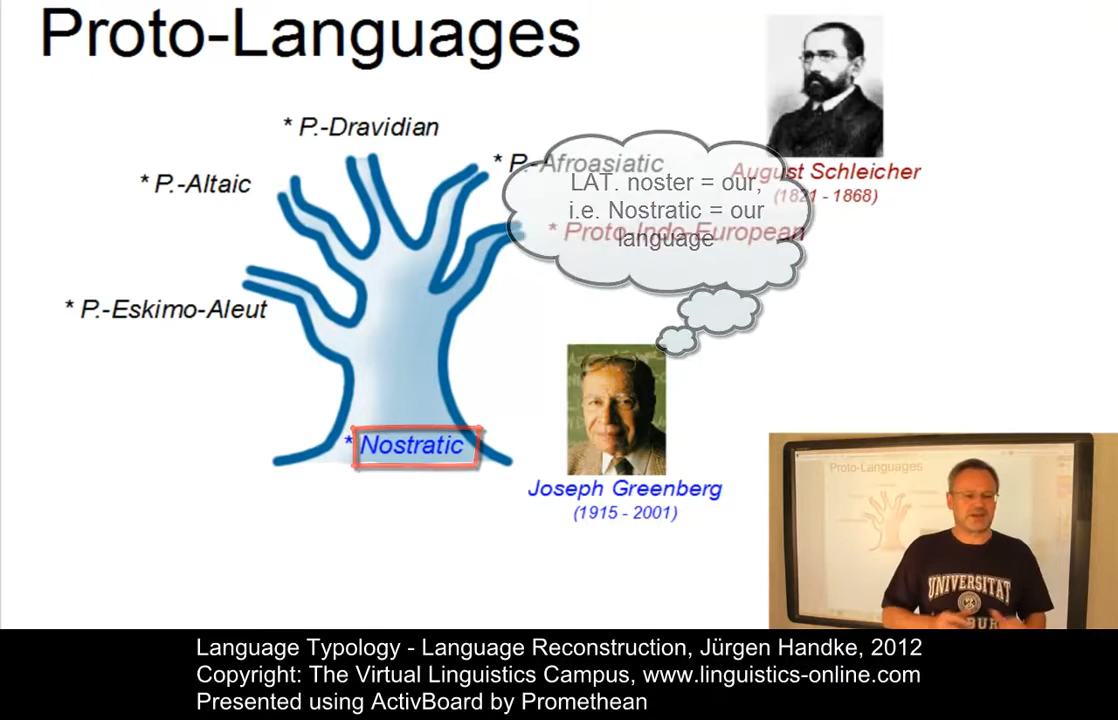 Proto-Languages
* P.-Dravidian
* P.-Afroasiatic
* P.-Altaic
August Schleicher
(1821 - 1868)
LAT. noster = our,
i.e. Nostratic = our
language
* Proto-Indo-European
* P.-Eskimo-Aleut
* Nostratic
Joseph Greenberg
(1915 - 2001)
Proto-Languages
UNIVERSITAT
Language Typology - Language Reconstruction, Jürgen Handke, 2012
Copyright: The Virtual Linguistics Campus, www.linguistics-online.com
Presented using ActivBoard by Promethean